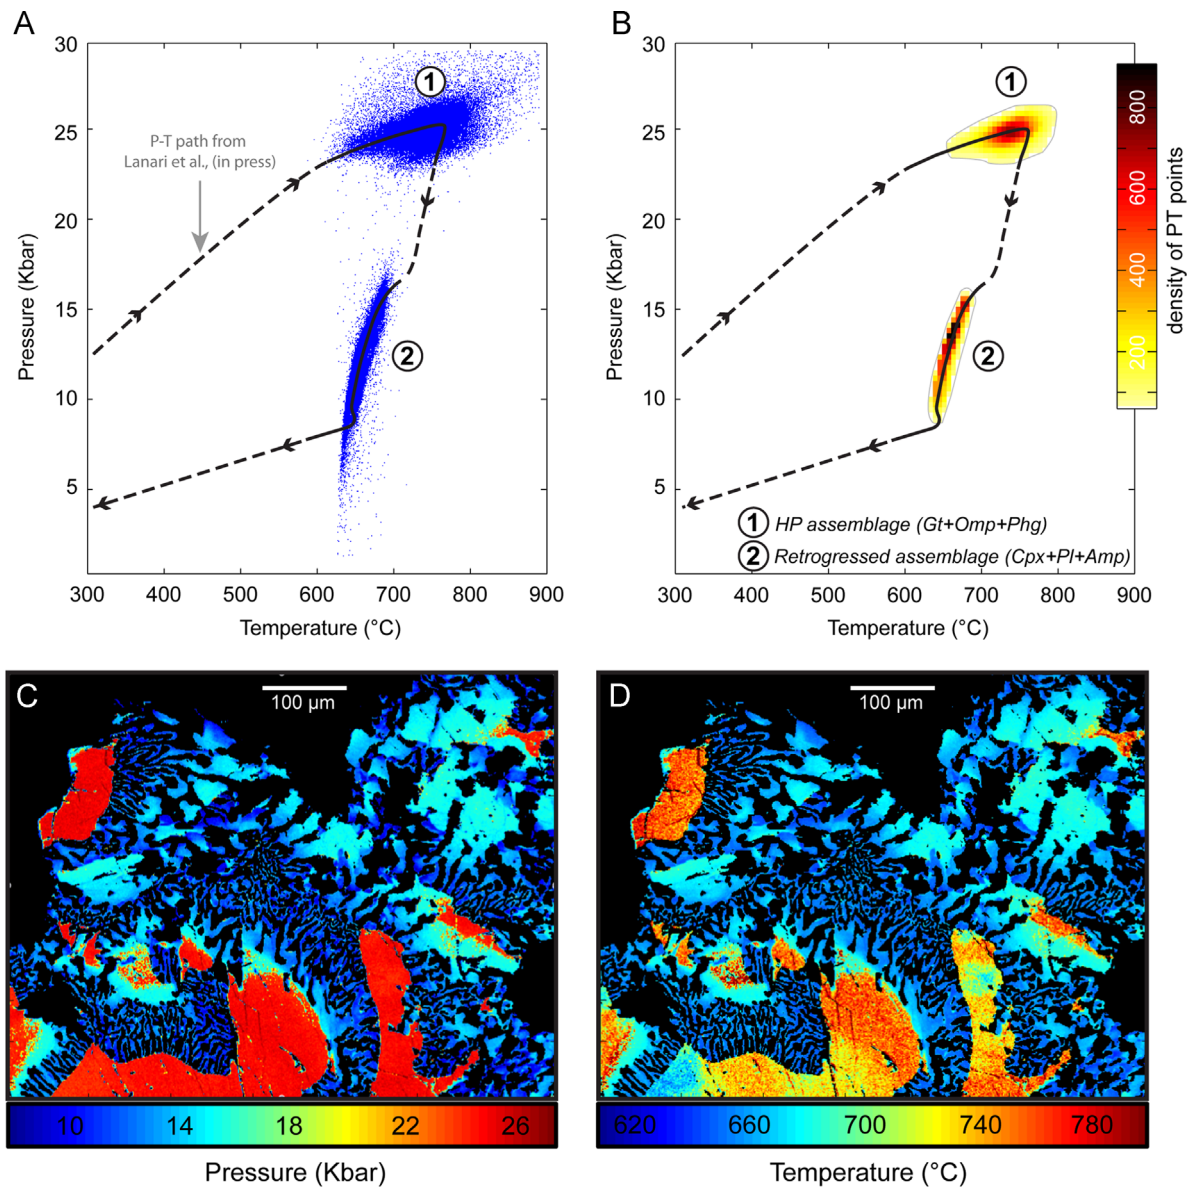 A
30
25
20
15
10
5
Pressure (Kbar)
1
2
P-T path from
Lanari et al., (in press)
300 400 500 600 700 800 900
Temperature (°C)
B
30
25
20
15
10
5
Pressure (Kbar)
1
2
1 HP assemblage (Gt+Omp+Phg)
2 Retrogressed assemblage (Cpx+Pl+Amp)
300 400 500 600 700 800 900
Temperature (°C)
800
600
400
200
density of PT points
C
100 µm
10 14 18 22 26
Pressure (Kbar)
D
100 µm
620 660 700 740 780
Temperature (°C)